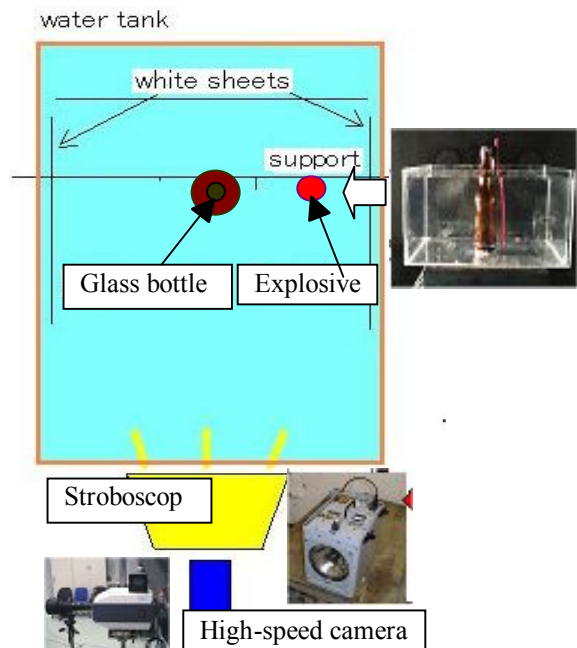 water tank
white sheets
support
Glass bottle
Explosive
Stroboscop
High-speed camera